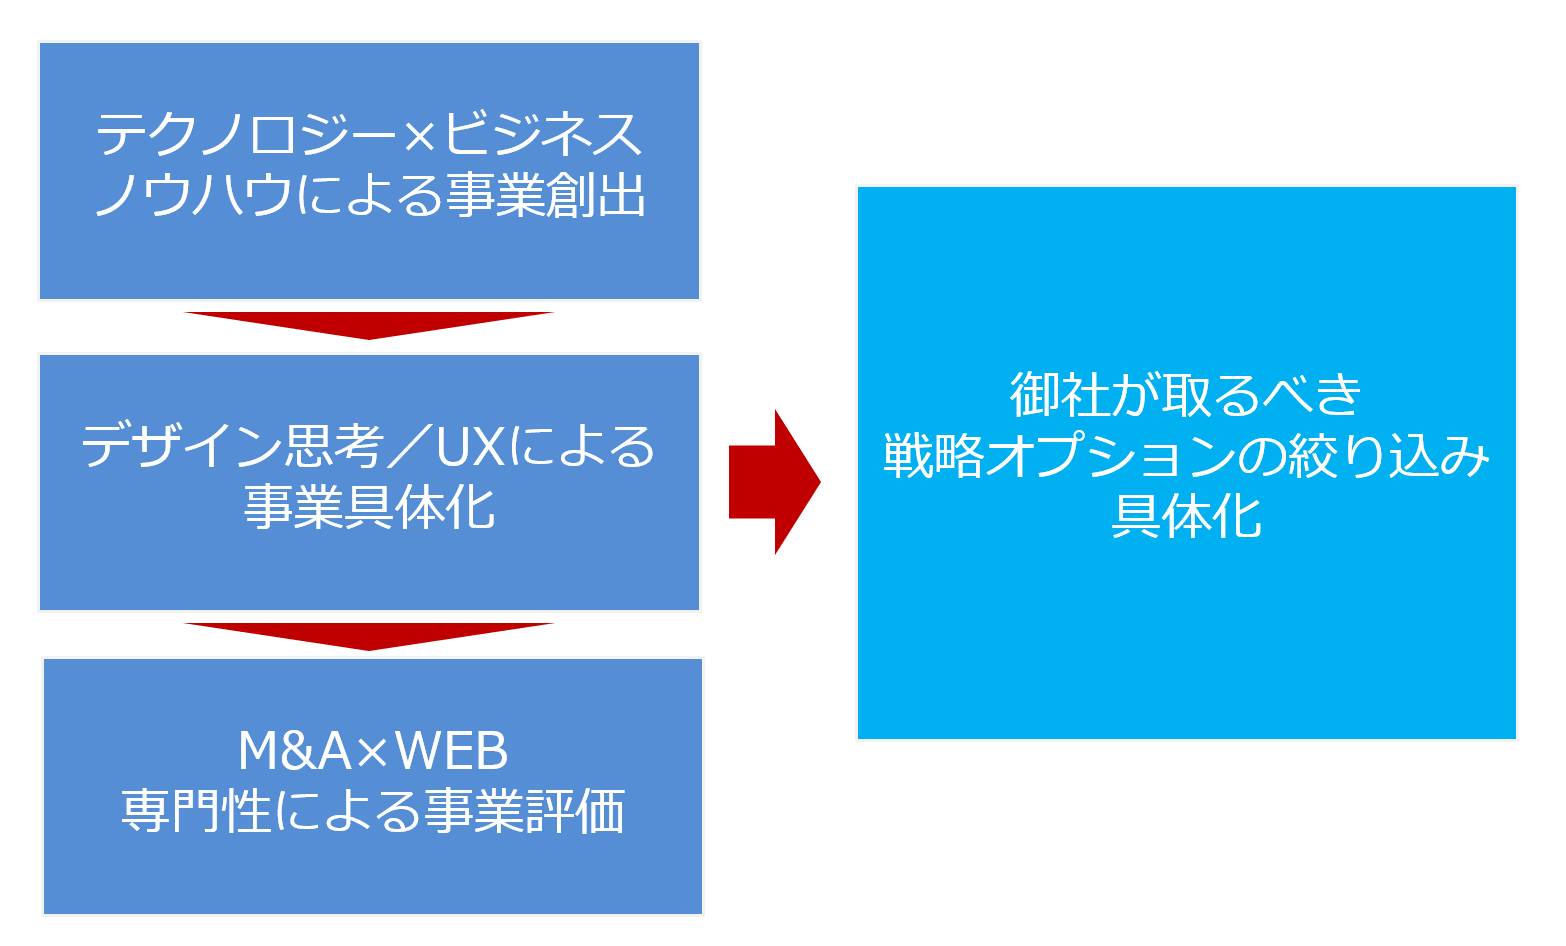 テクノロジー×ビジネス
ノウハウによる事業創出
デザイン思考／UXによる
事業具体化
M&A×WEB
専門性による事業評価
御社が取るべき
戦略オプションの絞り込み
具体化